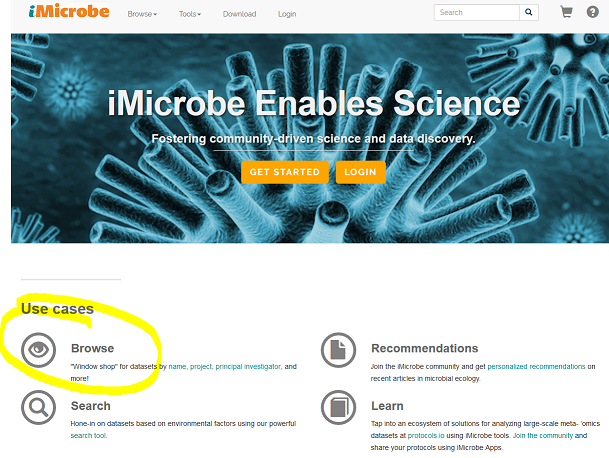 iMicrobe Browse Tools Download Login Search
iMicrobe Enables Science
Fostering community-driven science and data discovery.
GET STARTED LOGIN
Use cases
Browse
"Window shop" for datasets by name, project, principal investigator, and
more!
Recommendations
Join the iMicrobe community and get personalized recommendations on
recent articles in microbial ecology.
Search
Hone-in on datasets based on environmental factors using our powerful
search tool.
Learn
Tap into an ecosystem of solutions for analyzing large-scale meta- 'omics
datasets at protocols.io using iMicrobe tools. Join the community and
share your protocols using iMicrobe Apps.